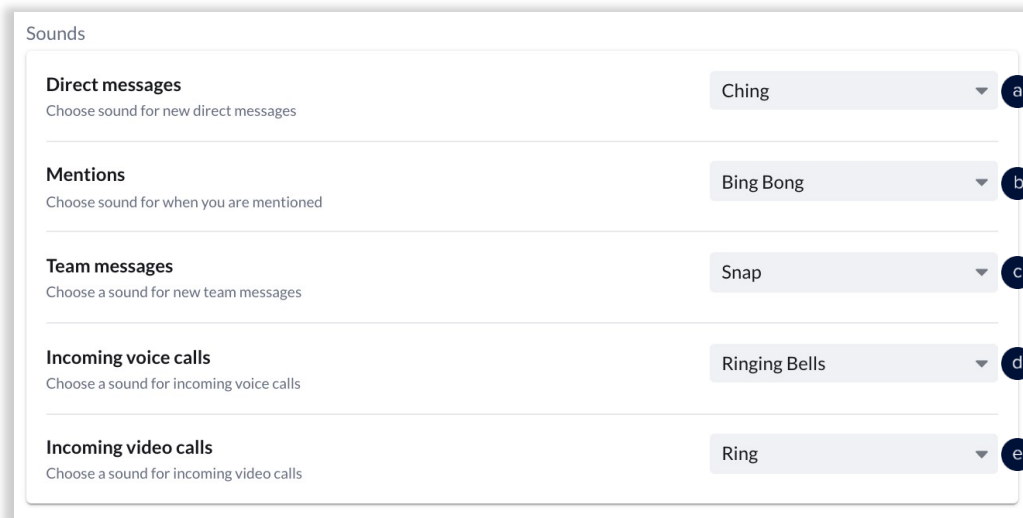 Sounds
Direct messages
Choose sound for new direct messages
Ching
a
Mentions
Choose sound for when you are mentioned
Bing Bong
b
Team messages
Choose a sound for new team messages
Snap
c
Incoming voice calls
Choose a sound for incoming voice calls
Ringing Bells
d
Incoming video calls
Choose a sound for incoming video calls
Ring
e